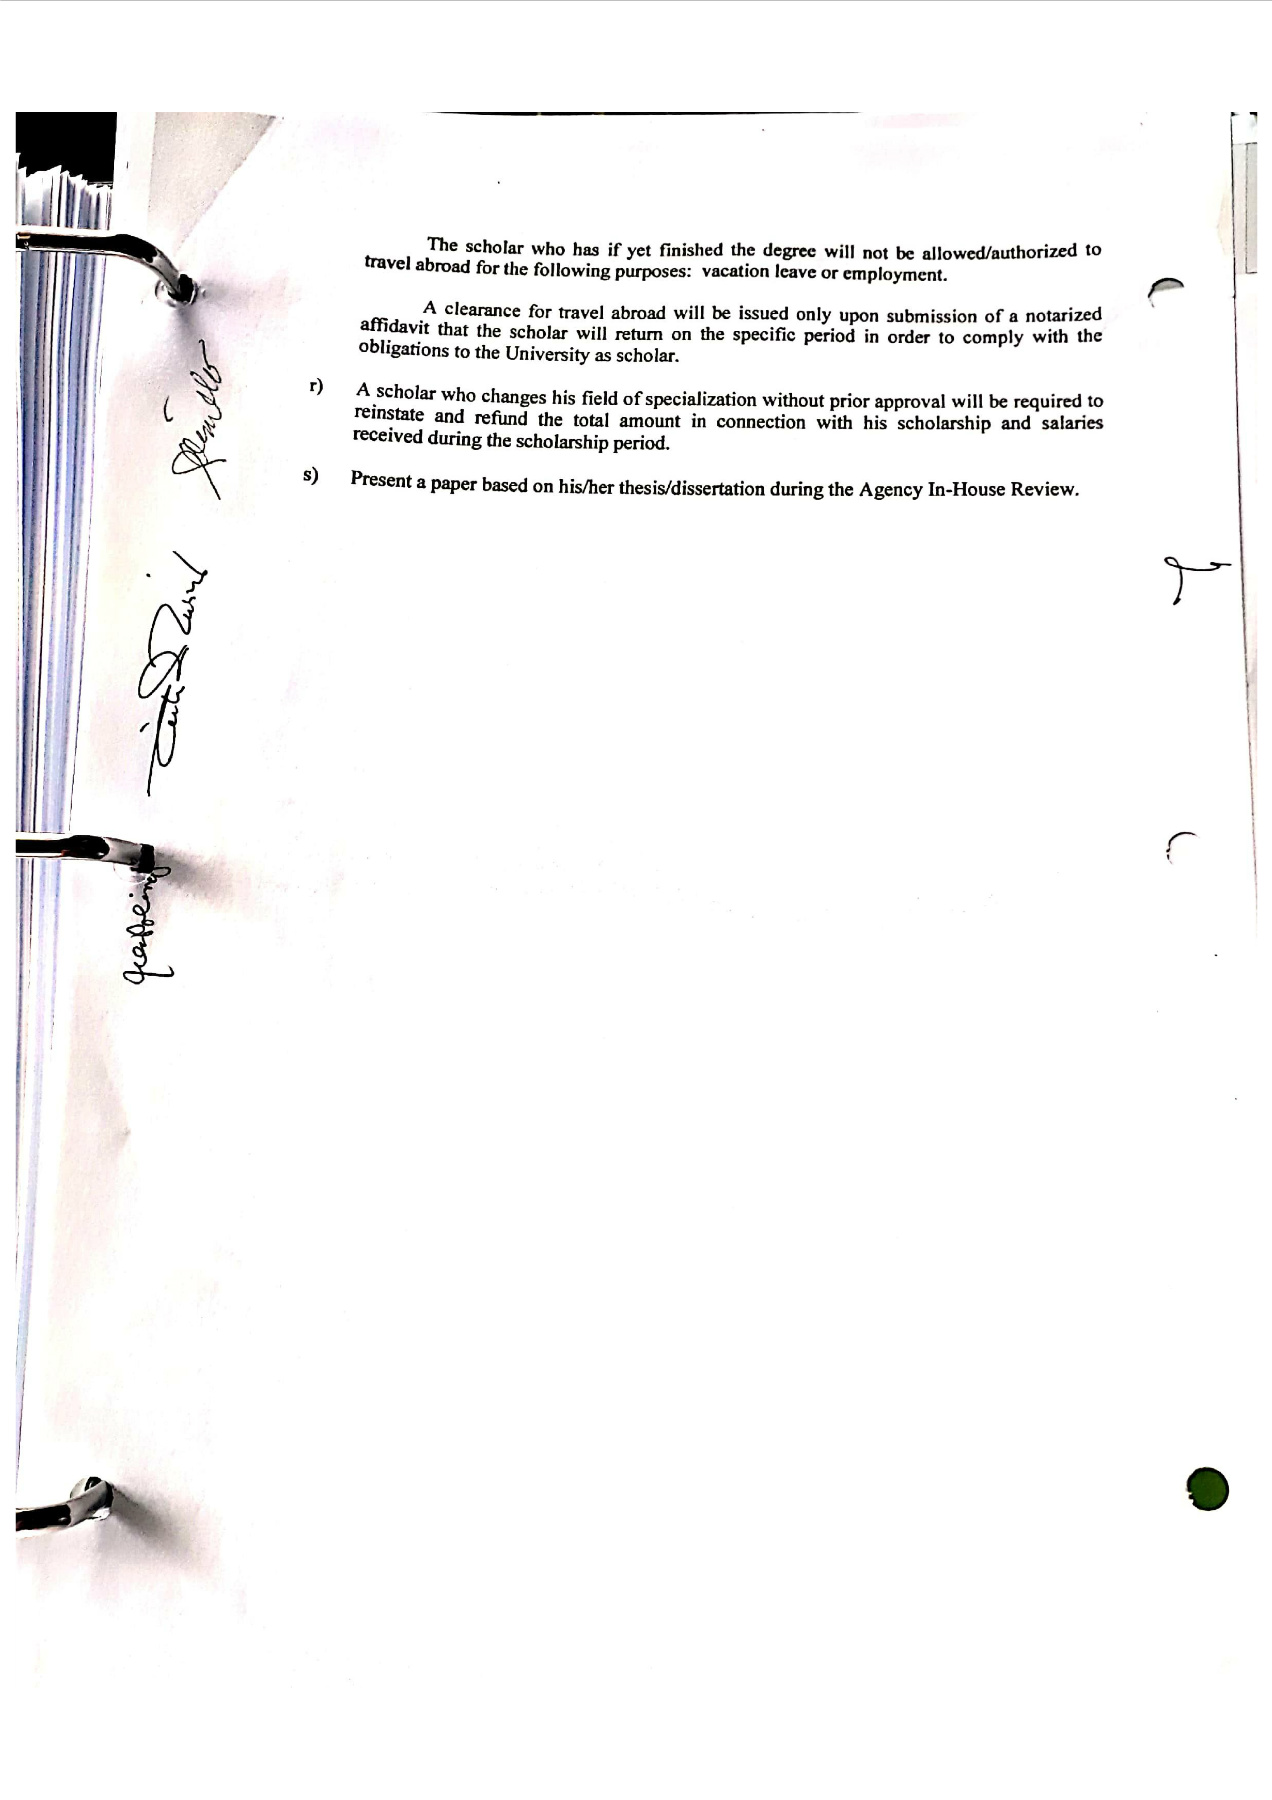 The scholar who has if yet finished the degree will not be allowed/authorized to
travel abroad for the following purposes: vacation leave or employment.
A clearance for travel abroad will be issued only upon submission of a notarized
affidavit that the scholar will return on the specific period in order to comply with the
obligations to the University as scholar.
r) A scholar who changes his field of specialization without prior approval will be required to
reinstate and refund the total amount in connection with his scholarship and salaries
received during the scholarship period.
s) Present a paper based on his/her thesis/dissertation during the Agency In-House Review.